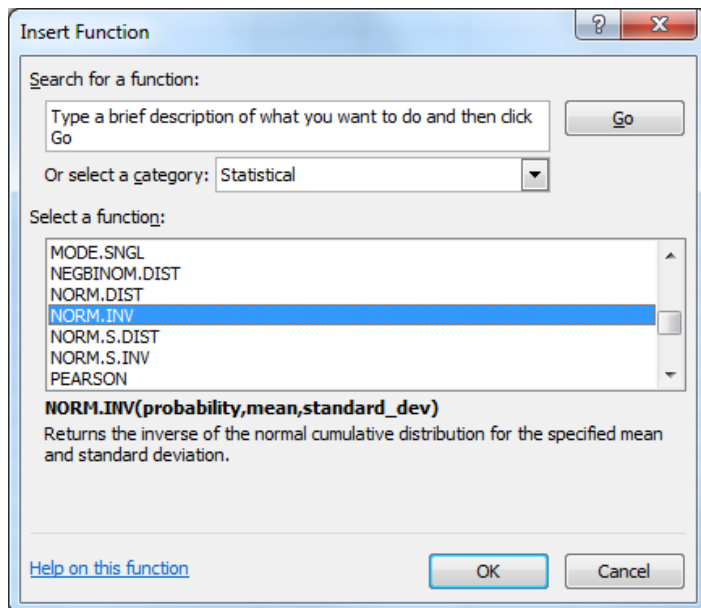 Insert Function
Search for a function:
Type a brief description of what you want to do and then click
Go
Go
Or select a category: Statistical
Select a function:
MODE.SNGL
NEGBINOM.DIST
NORM.DIST
NORM.INV
NORM.S.DIST
NORM.S.INV
PEARSON
NORM.INV(probability,mean,standard_dev)
Returns the inverse of the normal cumulative distribution for the specified mean
and standard deviation.
Help on this function
OK
Cancel